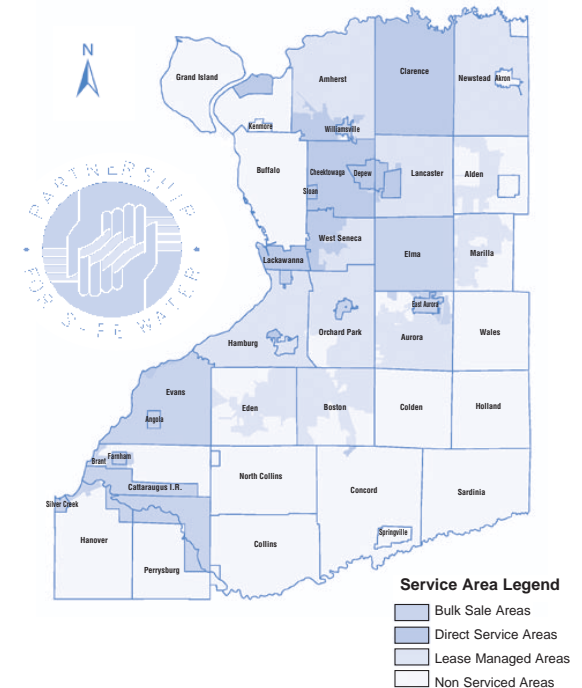 N
Grand Island
Amherst
Clarence
Newstead
Akron
Kenmore
Williamsville
Buffalo
Cheektowaga
Depew
Lancaster
Alden
Sloan
PARTNERSHIP
FOR SAFE WATER
West Seneca
Lackawanna
Elma
Marilla
East Aurora
Orchard Park
Hamburg
Aurora
Wales
Evans
Eden
Boston
Colden
Holland
Angola
Farnham
Brant
Cattaraugus I.R.
North Collins
Concord
Sardinia
Silver Creek
Hanover
Perrysburg
Collins
Springville
Service Area Legend
Bulk Sale Areas
Direct Service Areas
Lease Managed Areas
Non Serviced Areas